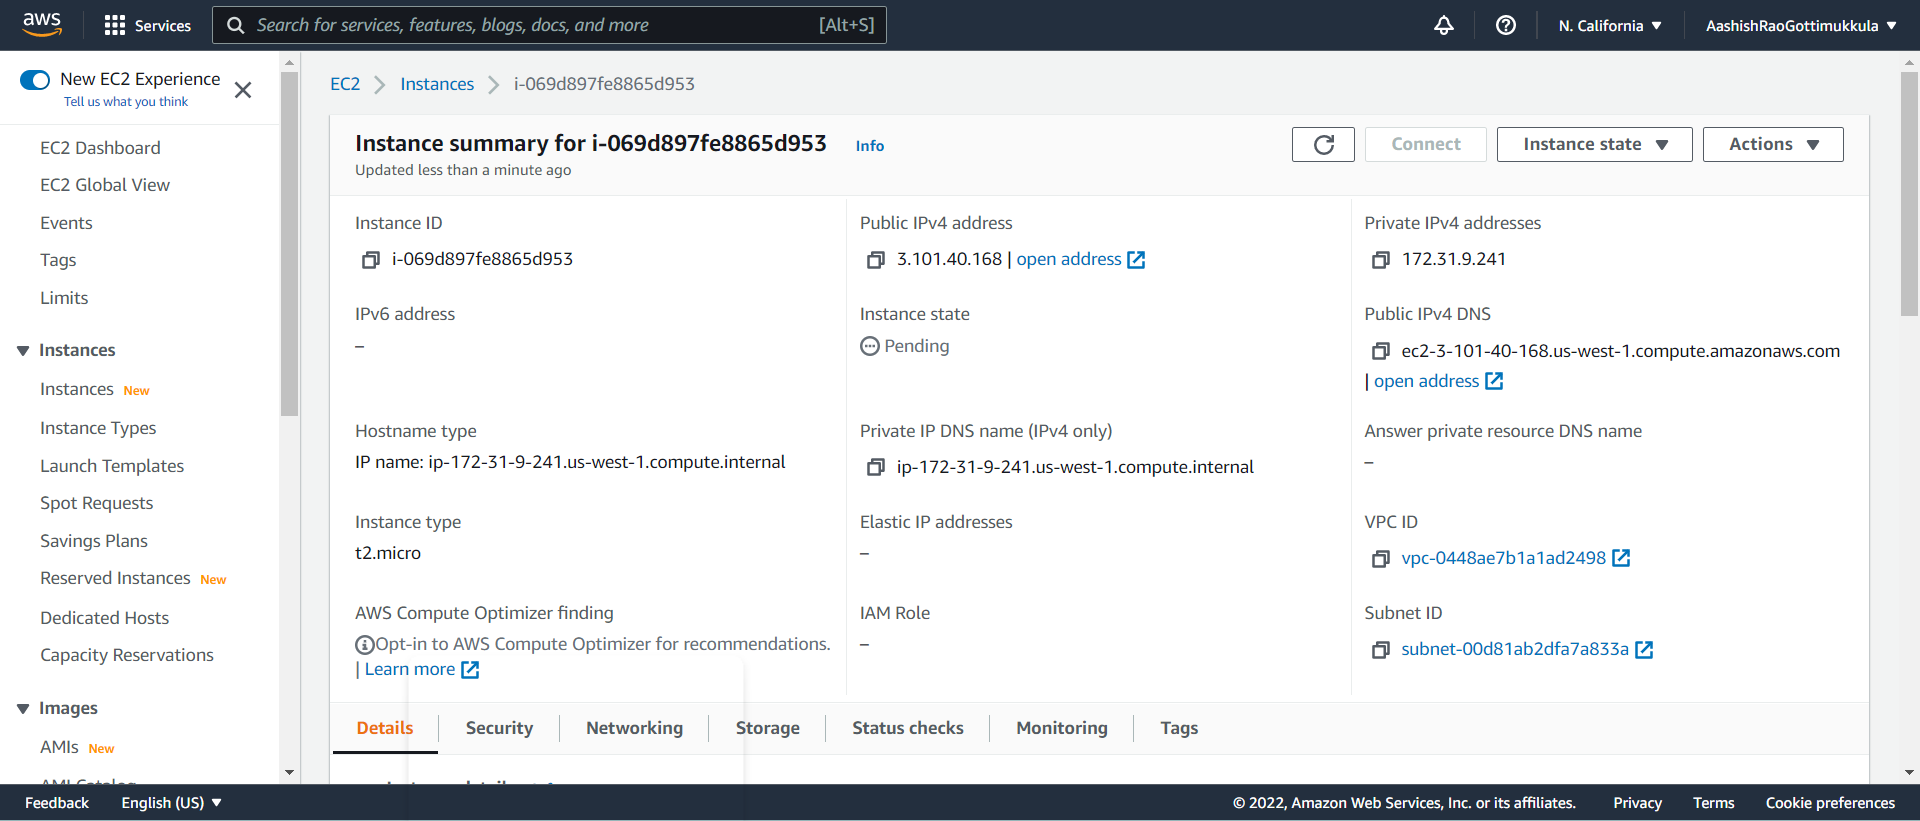 aws
Services
Search for services, features, blogs, docs, and more [Alt+S]
N. California
AashishRaoGottimukkula
New EC2 Experience
Tell us what you think
EC2 Dashboard
EC2 Global View
Events
Tags
Limits
Instances
Instances New
Instance Types
Launch Templates
Spot Requests
Savings Plans
Reserved Instances New
Dedicated Hosts
Capacity Reservations
Images
AMIs New
AMI Catalog
EC2 Instances i-069d897fe8865d953
Instance summary for i-069d897fe8865d953 Info
Updated less than a minute ago
Connect
Instance state
Actions
Instance ID
i-069d897fe8865d953
Public IPv4 address
3.101.40.168 | open address
Private IPv4 addresses
172.31.9.241
IPv6 address
–
Instance state
Pending
Public IPv4 DNS
ec2-3-101-40-168.us-west-1.compute.amazonaws.com
| open address
Hostname type
IP name: ip-172-31-9-241.us-west-1.compute.internal
Private IP DNS name (IPv4 only)
ip-172-31-9-241.us-west-1.compute.internal
Answer private resource DNS name
–
Instance type
t2.micro
Elastic IP addresses
–
VPC ID
vpc-0448ae7b1a1ad2498
AWS Compute Optimizer finding
Opt-in to AWS Compute Optimizer for recommendations.
| Learn more
IAM Role
–
Subnet ID
subnet-00d81ab2dfa7a833a
Details
Security
Networking
Storage
Status checks
Monitoring
Tags
Feedback
English (US)
© 2022, Amazon Web Services, Inc. or its affiliates.
Privacy
Terms
Cookie preferences